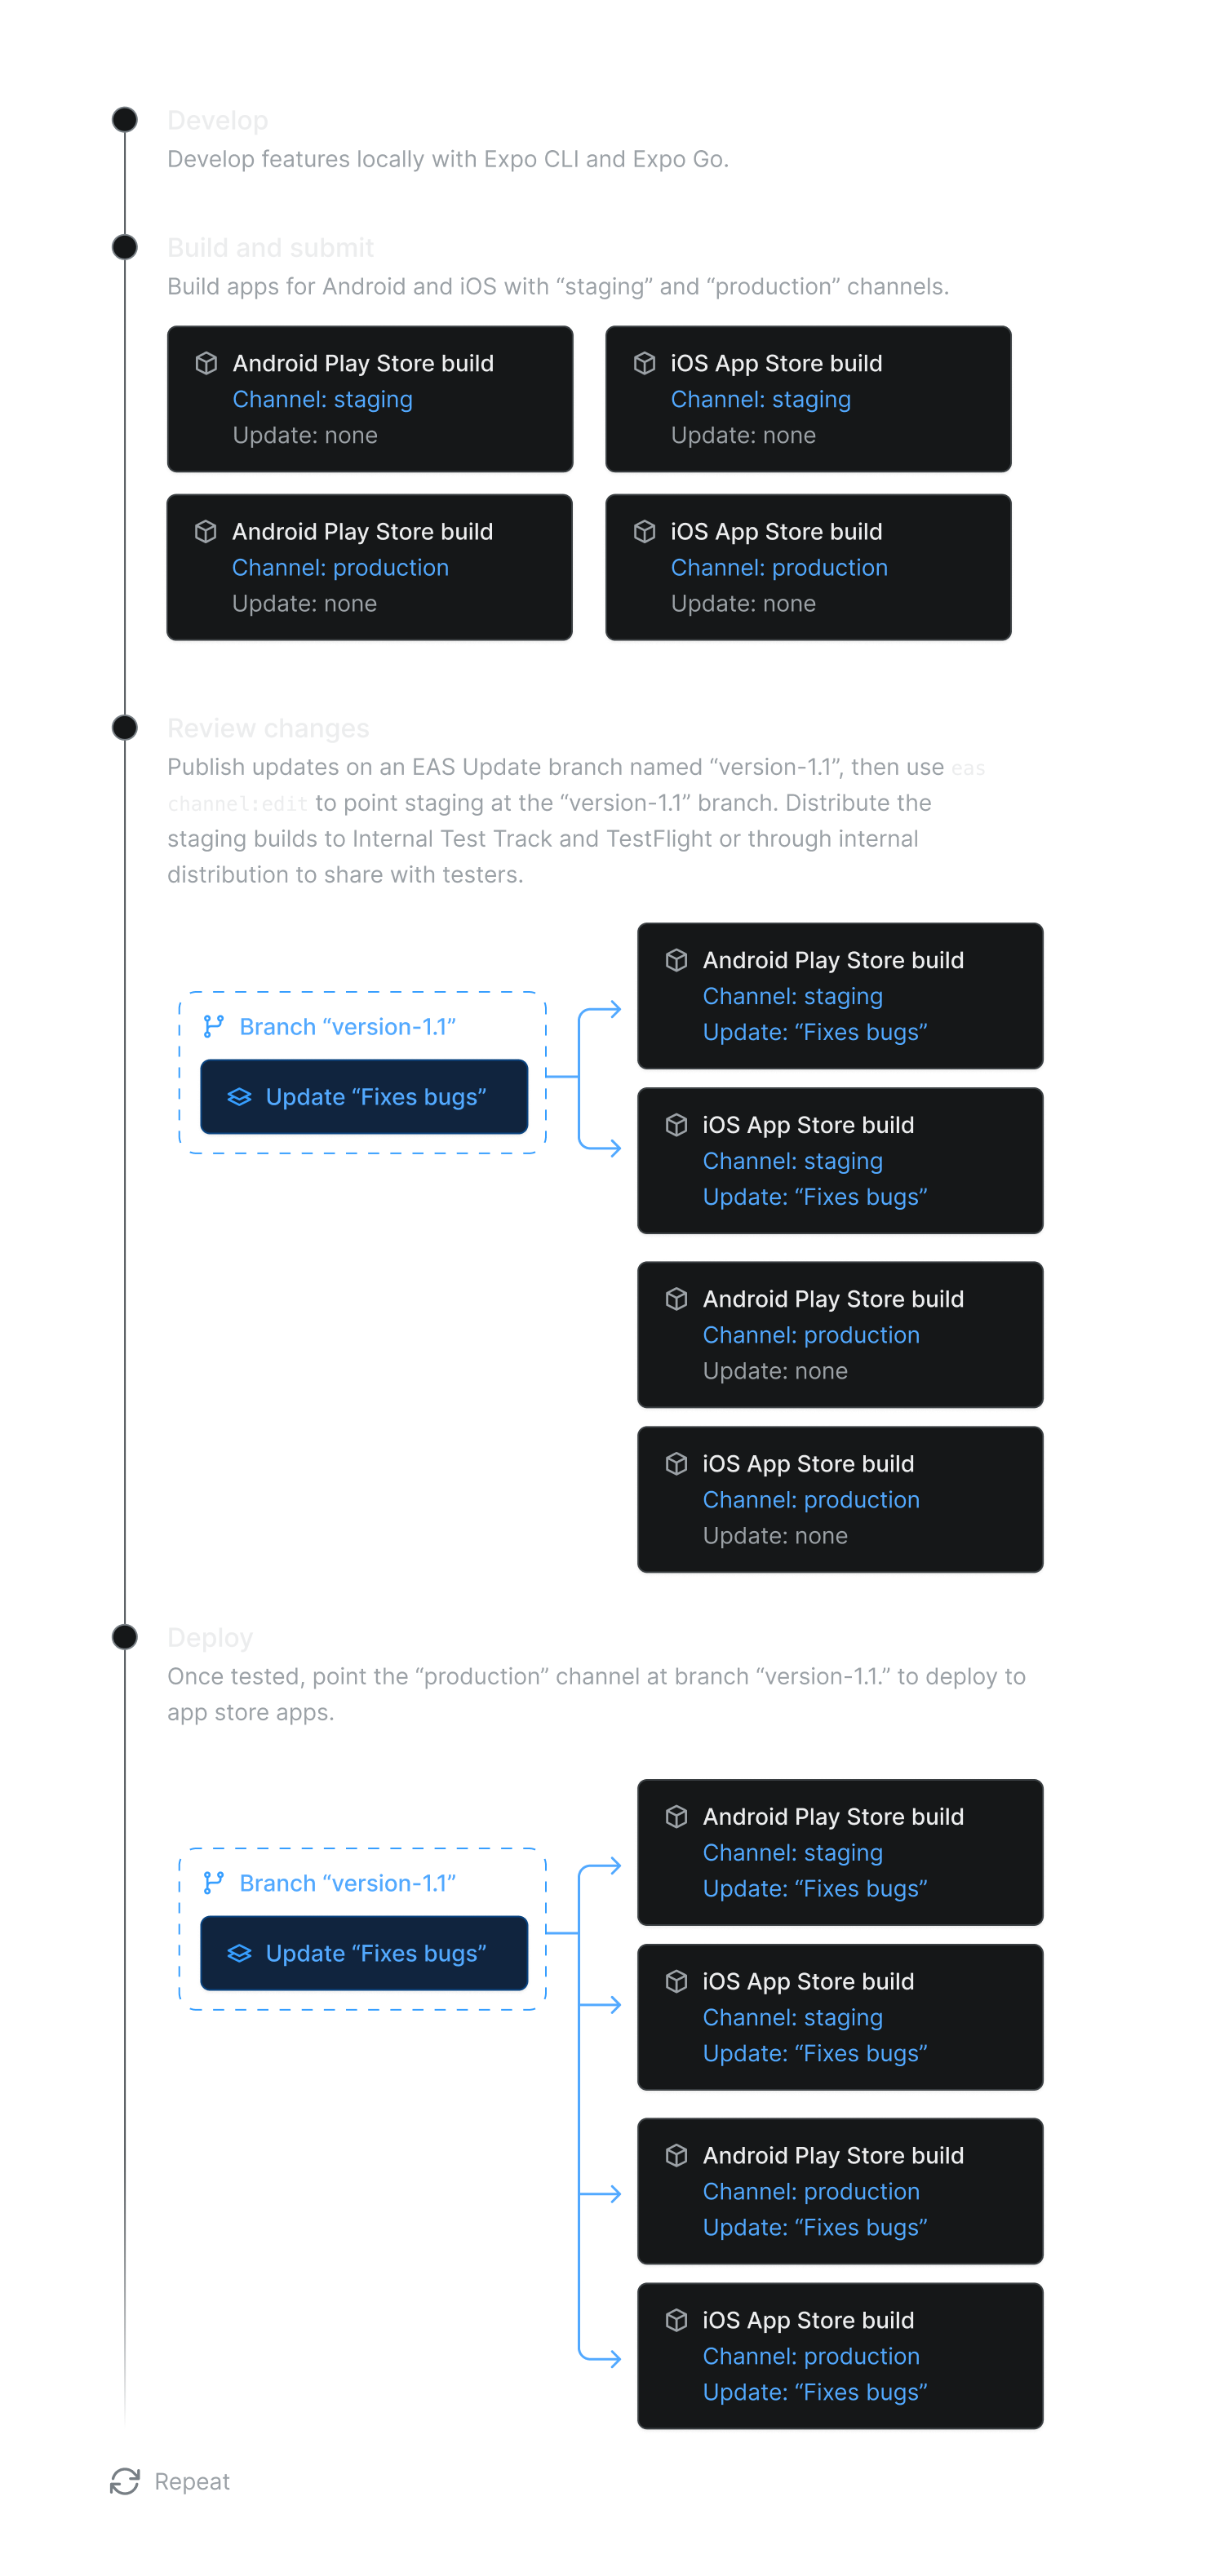 Develop
Develop features locally with Expo CLI and Expo Go.
Build and submit
Build apps for Android and iOS with “staging” and “production” channels.
Android Play Store build
Channel: staging
Update: none
iOS App Store build
Channel: staging
Update: none
Android Play Store build
Channel: production
Update: none
iOS App Store build
Channel: production
Update: none
Review changes
Publish updates on an EAS Update branch named “version-1.1”, then use eas
channel:edit to point staging at the “version-1.1” branch. Distribute the
staging builds to Internal Test Track and TestFlight or through internal
distribution to share with testers.
Branch “version-1.1”
Update “Fixes bugs”
Android Play Store build
Channel: staging
Update: “Fixes bugs”
iOS App Store build
Channel: staging
Update: “Fixes bugs”
Android Play Store build
Channel: production
Update: none
iOS App Store build
Channel: production
Update: none
Deploy
Once tested, point the “production” channel at branch “version-1.1.” to deploy to
app store apps.
Branch “version-1.1”
Update “Fixes bugs”
Android Play Store build
Channel: staging
Update: “Fixes bugs”
iOS App Store build
Channel: staging
Update: “Fixes bugs”
Android Play Store build
Channel: production
Update: “Fixes bugs”
iOS App Store build
Channel: production
Update: “Fixes bugs”
Repeat